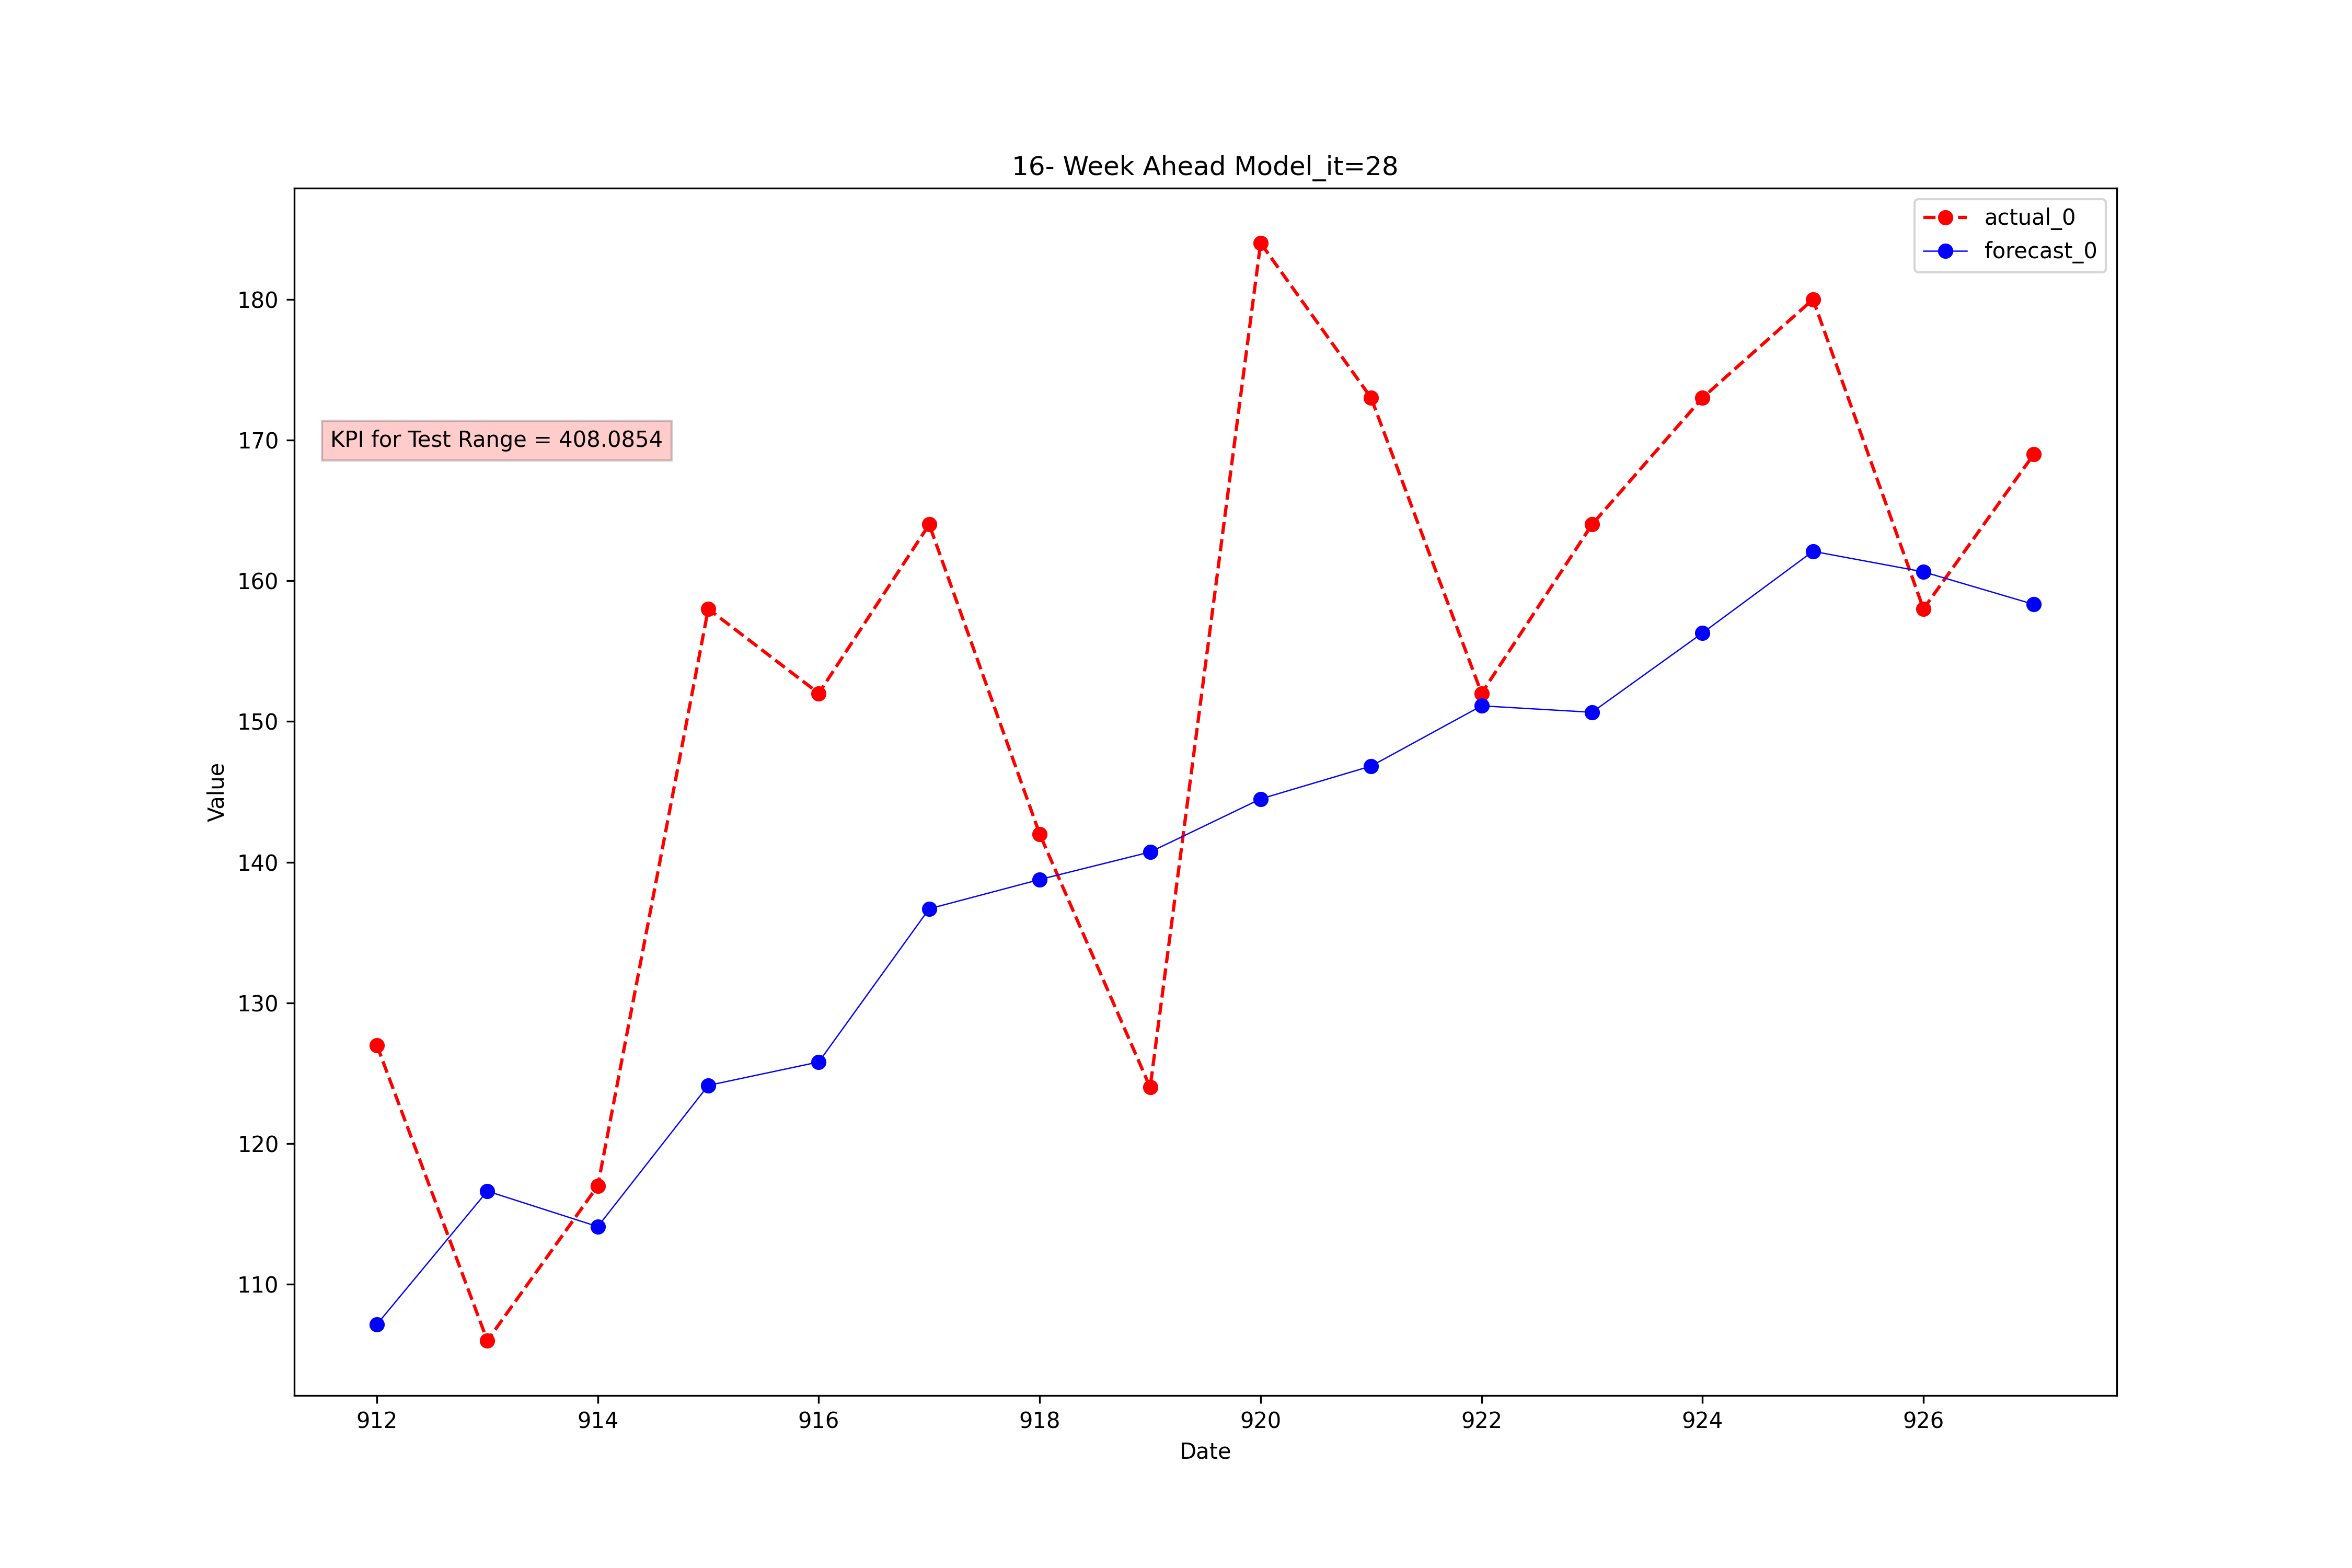 16- Week Ahead Model_it=28
actual_0
forecast_0
KPI for Test Range = 408.0854
Value
180
170
160
150
140
130
120
110
912 914 916 918 920 922 924 926
Date